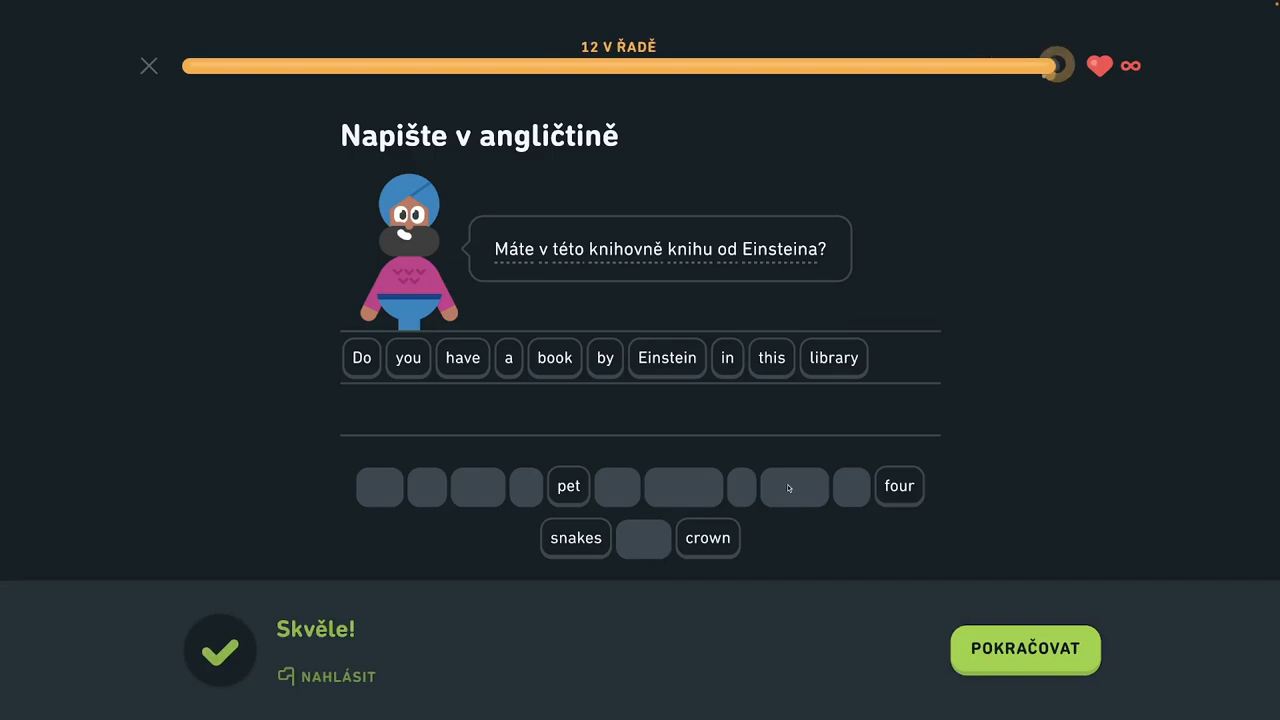 12 V ŘADĚ
Napište v angličtině
Máte v této knihovně knihu od Einsteina?
Do you have a book by Einstein in this library
pet four
snakes crown
Skvěle!
NAHLÁSIT
POKRAČOVAT